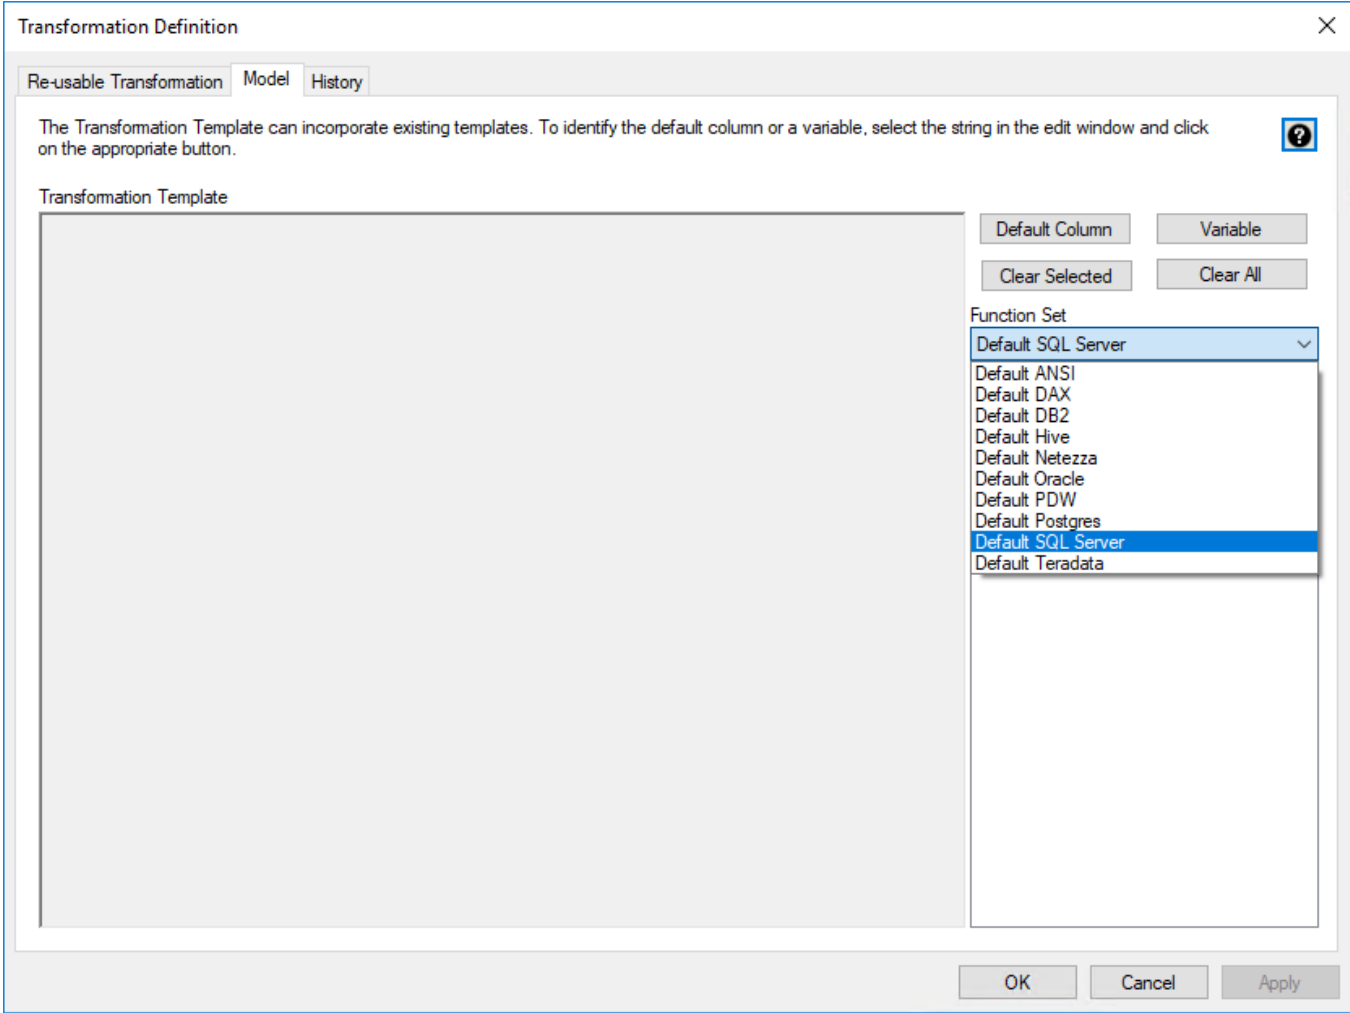 Transformation Definition
Re-usable Transformation
Model
History
The Transformation Template can incorporate existing templates. To identify the default column or a variable, select the string in the edit window and click
on the appropriate button.
?
Transformation Template
Default Column
Variable
Clear Selected
Clear All
Function Set
Default SQL Server
Default ANSI
Default DAX
Default DB2
Default Hive
Default Netezza
Default Oracle
Default PDW
Default Postgres
Default SQL Server
Default Teradata
OK
Cancel
Apply